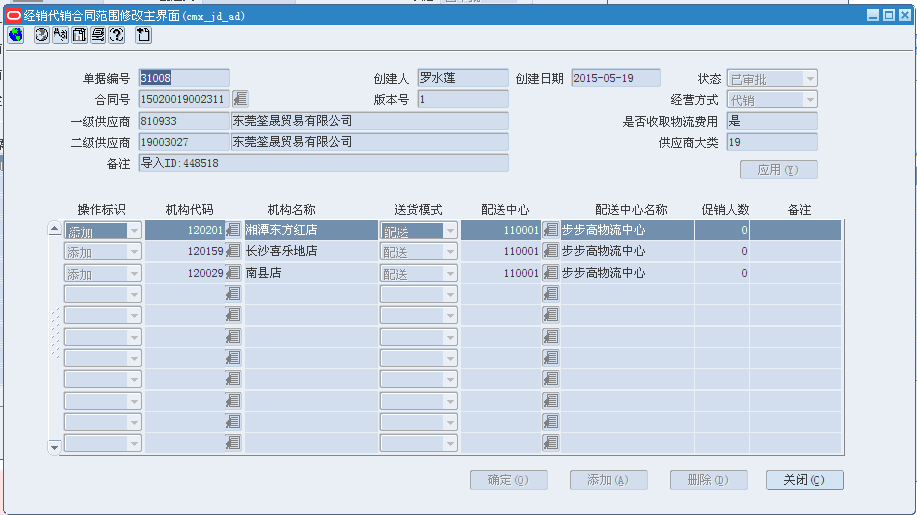 经销代销合同范围修改主界面(cmx_jd_ad)
单据编号 31008 创建人 罗水莲 创建日期 2015-05-19 状态 已审批
合同号 15020019002311 版本号 1 经营方式 代销
一级供应商 810933 东莞筌晟贸易有限公司 是否收取物流费用 是
二级供应商 19003027 东莞筌晟贸易有限公司 供应商大类 19
备注 导入ID:448518
应用(Y)
操作标识 机构代码 机构名称 送货模式 配送中心 配送中心名称 促销人数 备注
添加 120201 湘潭东方红店 配送 110001 步步高物流中心 0
添加 120159 长沙喜乐地店 配送 110001 步步高物流中心 0
添加 120029 南县店 配送 110001 步步高物流中心 0
确定(O) 添加(A) 删除(D) 关闭(C)